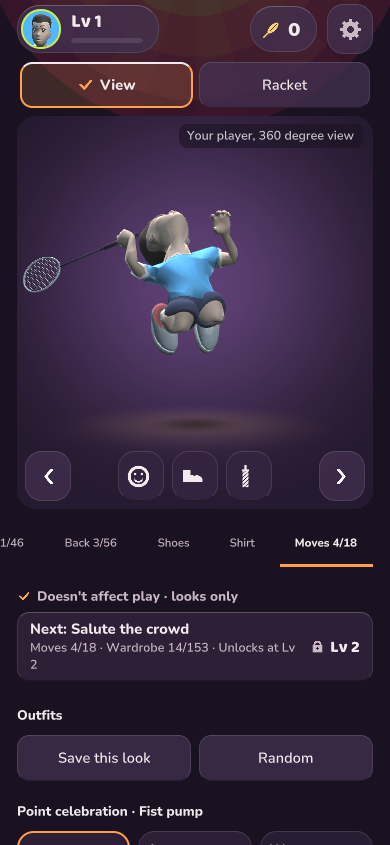 Lv 1
0
View
Racket
Your player, 360 degree view
1/46
Back 3/56
Shoes
Shirt
Moves 4/18
Doesn't affect play · looks only
Next: Salute the crowd
Moves 4/18 · Wardrobe 14/153 · Unlocks at Lv
2
Lv 2
Outfits
Save this look
Random
Point celebration · Fist pump